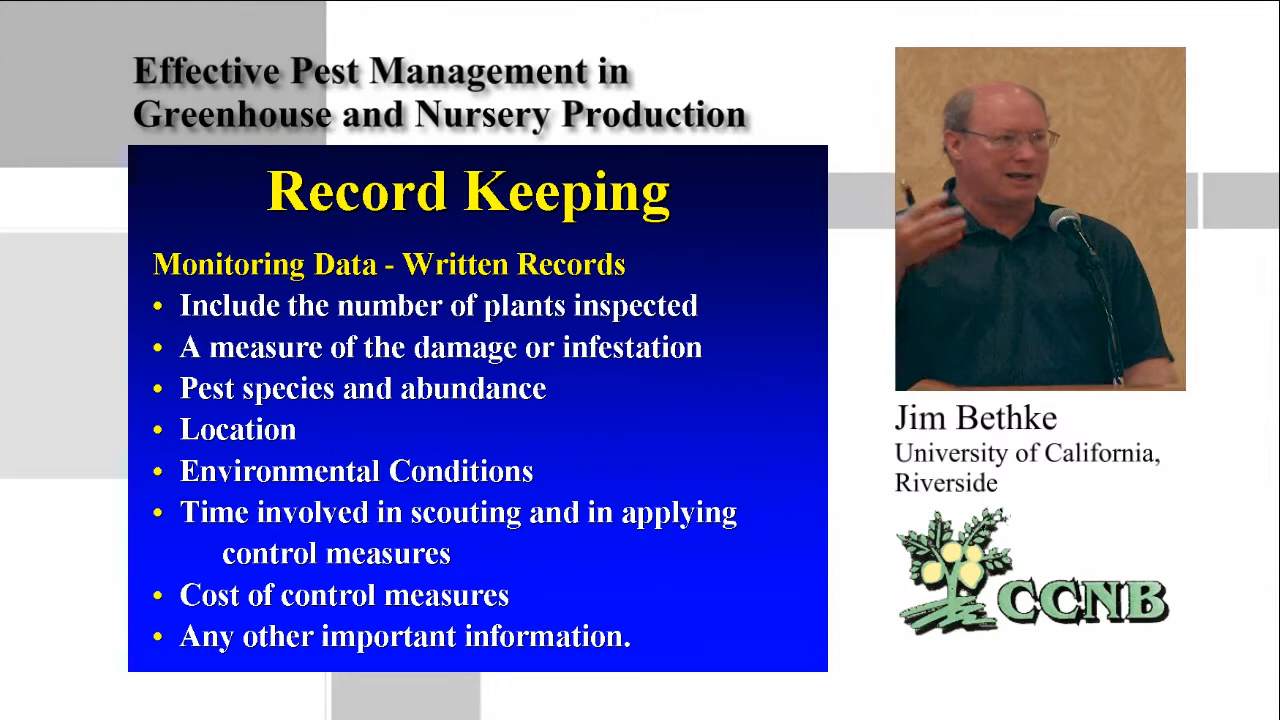 Effective Pest Management in
Greenhouse and Nursery Production
Record Keeping
Monitoring Data - Written Records
• Include the number of plants inspected
• A measure of the damage or infestation
• Pest species and abundance
• Location
• Environmental Conditions
• Time involved in scouting and in applying
control measures
• Cost of control measures
• Any other important information.
Jim Bethke
University of California,
Riverside
CCNB